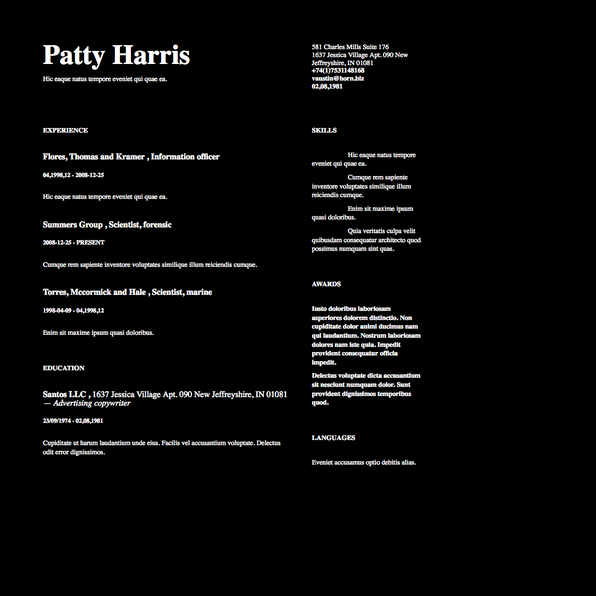 Patty Harris
Hic eaque natus tempore eveniet qui quae ea.
581 Charles Mills Suite 176
1637 Jessica Village Apt. 090 New
Jeffreyshire, IN 01081
+74(1)7531148168
vaustin@horn.biz
02,08,1981
EXPERIENCE
Flores, Thomas and Kramer , Information officer
04,1998,12 - 2008-12-25
Hic eaque natus tempore eveniet qui quae ea.
Summers Group , Scientist, forensic
2008-12-25 - PRESENT
Cumque rem sapiente inventore voluptates similique illum reiciendis cumque.
Torres, Mccormick and Hale , Scientist, marine
1998-04-09 - 04,1998,12
Enim sit maxime ipsum quasi doloribus.
EDUCATION
Santos LLC , 1637 Jessica Village Apt. 090 New Jeffreyshire, IN 01081
— Advertising copywriter
23/09/1974 - 02,08,1981
Cupiditate ut harum laudantium unde eius. Facilis vel accusantium voluptate. Delectus
odit error dignissimos.
SKILLS
Hic eaque natus tempore
eveniet qui quae ea.
Cumque rem sapiente
inventore voluptates similique illum
reiciendis cumque.
Enim sit maxime ipsum
quasi doloribus.
Quia veritatis culpa velit
quibusdam consequatur architecto quod
possimus numquam sint quas.
AWARDS
Iusto doloribus laboriosam
asperiores dolorem distinctio. Non
cupiditate dolor animi ducimus nam
qui laudantium. Nostrum laboriosam
dolores nam iste quia. Impedit
provident consequatur officia
impedit.
Delectus voluptate dicta accusantium
sit nesciunt numquam dolor. Sunt
provident dignissimos temporibus
quod.
LANGUAGES
Eveniet accusamus optio debitis alias.